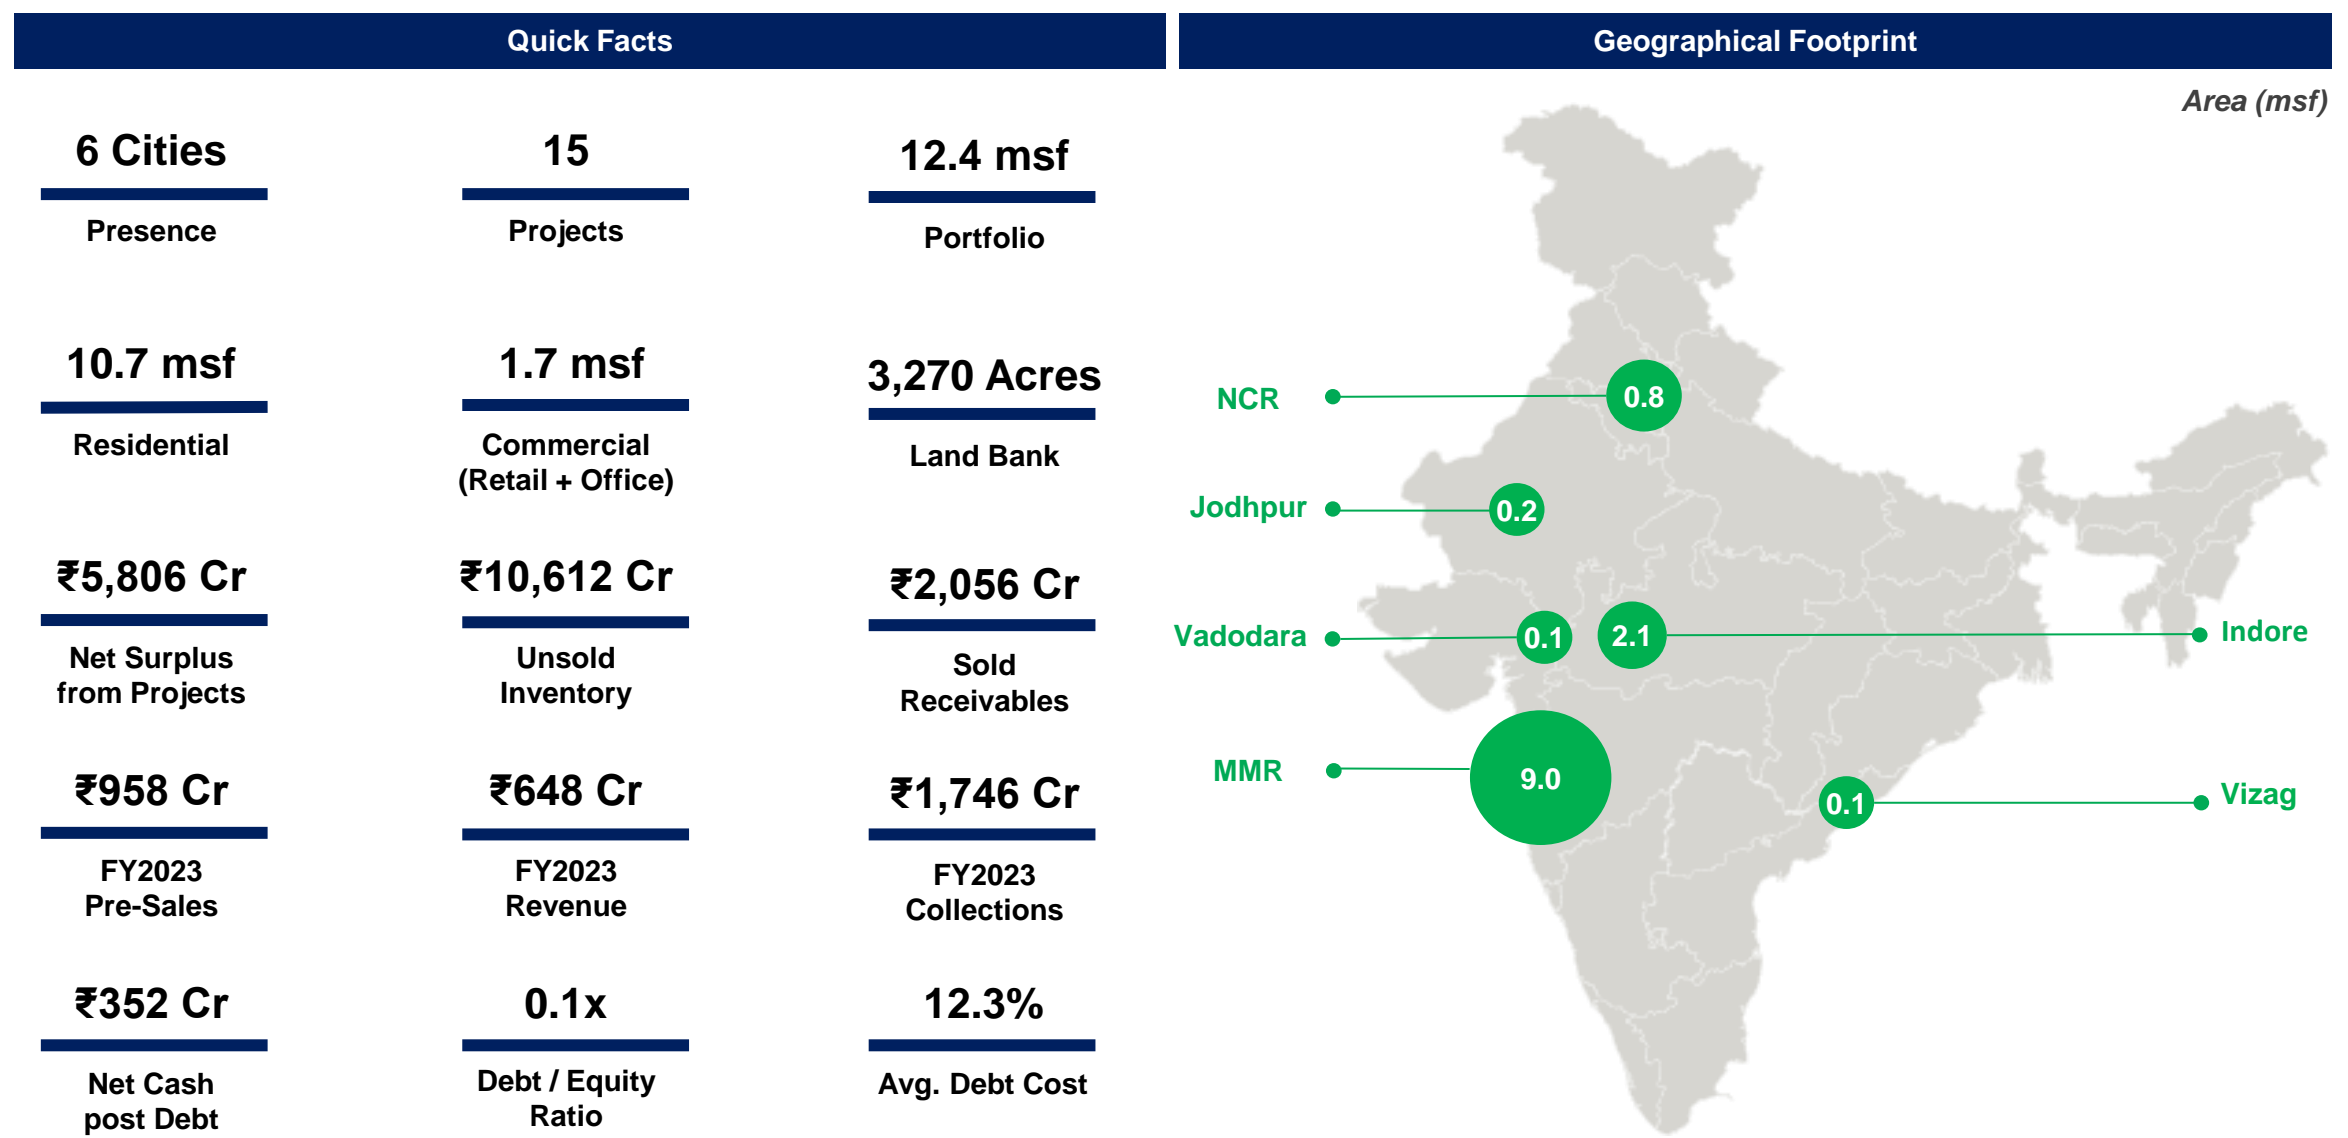 Quick Facts
6 Cities
Presence
15
Projects
12.4 msf
Portfolio
10.7 msf
Residential
1.7 msf
Commercial
(Retail + Office)
3,270 Acres
Land Bank
₹5,806 Cr
Net Surplus
from Projects
₹10,612 Cr
Unsold
Inventory
₹2,056 Cr
Sold
Receivables
₹958 Cr
FY2023
Pre-Sales
₹648 Cr
FY2023
Revenue
₹1,746 Cr
FY2023
Collections
₹352 Cr
Net Cash
post Debt
0.1x
Debt / Equity
Ratio
12.3%
Avg. Debt Cost
Geographical Footprint
Area (msf)
NCR
0.8
Jodhpur
0.2
Vadodara
0.1
2.1
Indore
MMR
9.0
0.1
Vizag